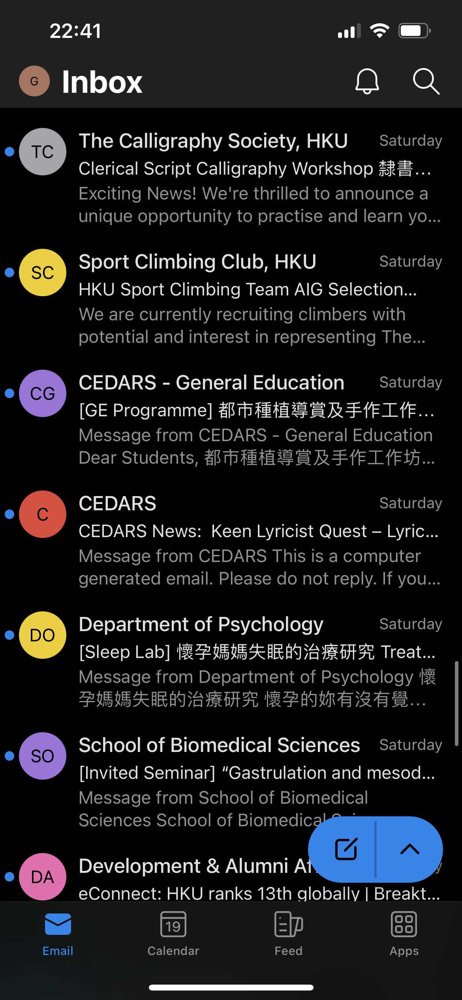 22:41
G
Inbox
TC
The Calligraphy Society, HKU
Saturday
Clerical Script Calligraphy Workshop 隸書...
Exciting News! We're thrilled to announce a
unique opportunity to practise and learn yo...
SC
Sport Climbing Club, HKU
Saturday
HKU Sport Climbing Team AIG Selection...
We are currently recruiting climbers with
potential and interest in representing The...
CG
CEDARS - General Education
Saturday
[GE Programme] 都市種植導賞及手作工作...
Message from CEDARS - General Education
Dear Students, 都市種植導賞及手作工作坊...
C
CEDARS
Saturday
CEDARS News:  Keen Lyricist Quest – Lyric...
Message from CEDARS This is a computer
generated email. Please do not reply. If you...
DO
Department of Psychology
Saturday
[Sleep Lab] 懷孕媽媽失眠的治療研究 Treat...
Message from Department of Psychology 懷
孕媽媽失眠的治療研究 懷孕的妳有沒有覺...
SO
School of Biomedical Sciences
Saturday
[Invited Seminar] “Gastrulation and mesod...
Message from School of Biomedical
Sciences School of Biomedical
DA
Development & Alumni
eConnect: HKU ranks 13th globally | Breakt...
Email
19
Calendar
Feed
Apps